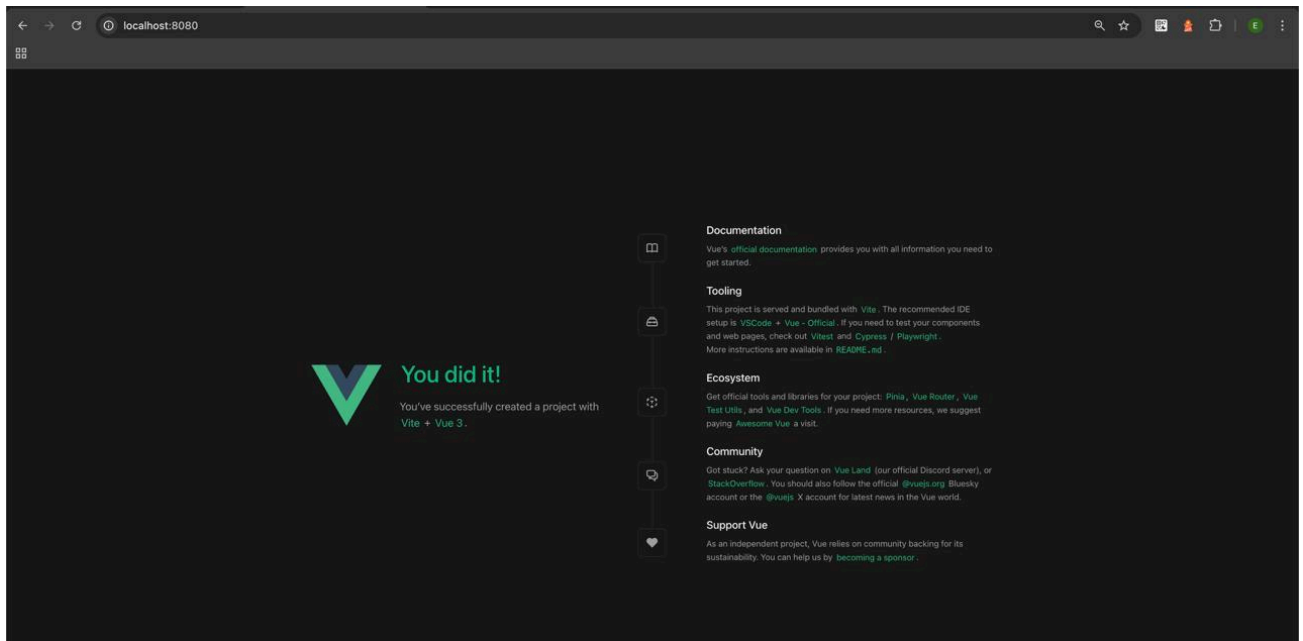 localhost:8080
E
Documentation
Vue's official documentation provides you with all information you need to
get started.
Tooling
This project is served and bundled with Vite. The recommended IDE
setup is VSCode + Vue - Official. If you need to test your components
and web pages, check out Vitest and Cypress / Playwright.
More instructions are available in README.md.
You did it!
You've successfully created a project with
Vite + Vue 3.
Ecosystem
Get official tools and libraries for your project: Pinia, Vue Router, Vue
Test Utils, and Vue Dev Tools. If you need more resources, we suggest
paying Awesome Vue a visit.
Community
Got stuck? Ask your question on Vue Land (our official Discord server), or
StackOverflow. You should also follow the official @vuejs.org Bluesky
account or the @vuejs X account for latest news in the Vue world.
Support Vue
As an independent project, Vue relies on community backing for its
sustainability. You can help us by becoming a sponsor.